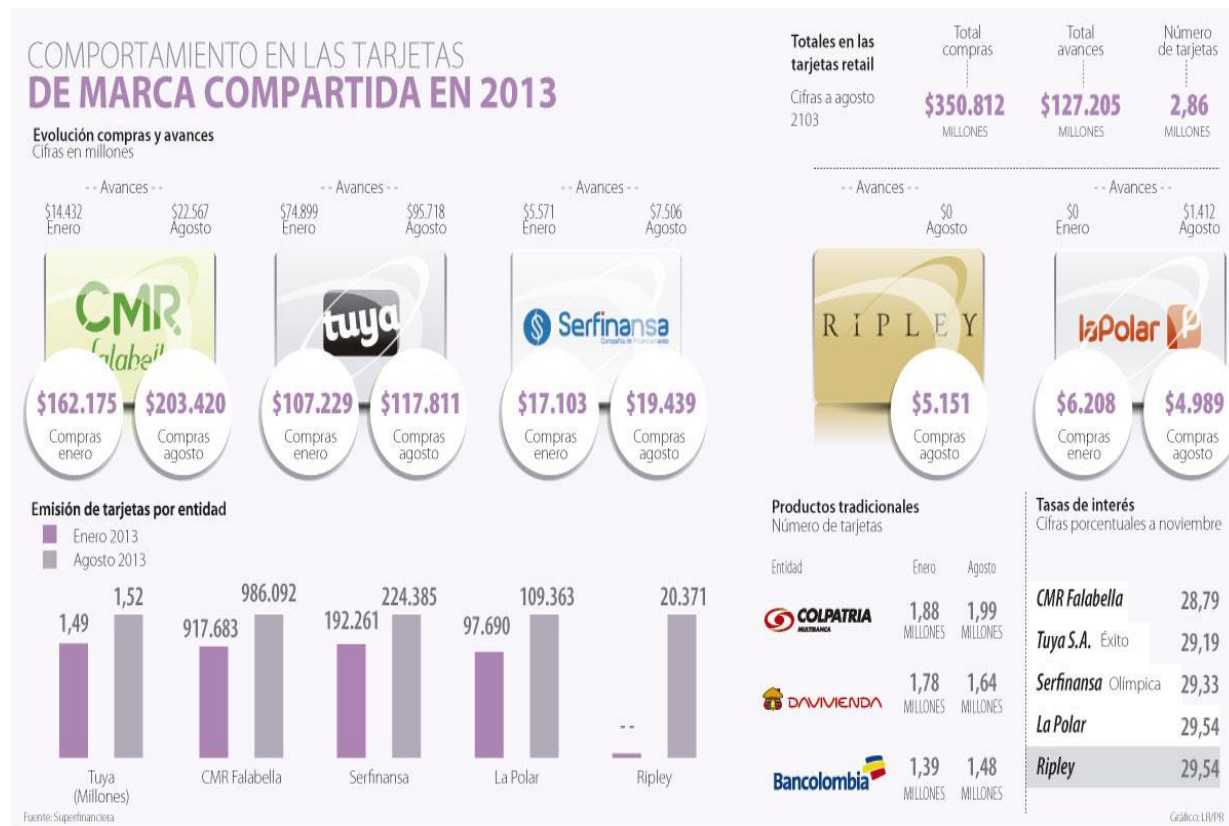 COMPORTAMIENTO EN LAS TARJETAS
DE MARCA COMPARTIDA EN 2013
Evolución compras y avances
Cifras en millones
Totales en las
tarjetas retail
Cifras a agosto
2103
Total
compras
$350.812
MILLONES
Total
avances
$127.205
MILLONES
Número
de tarjetas
2,86
MILLONES
- - Avances - -
$14.432
Enero
$22.567
Agosto
CMR
falabell
$162.175
Compras
enero
$203.420
Compras
agosto
- - Avances - -
$74.899
Enero
$95.718
Agosto
tuya
$107.229
Compras
enero
$117.811
Compras
agosto
- - Avances - -
$5.571
Enero
$7.506
Agosto
Serfinansa
Compañía de Financiamiento
$17.103
Compras
enero
$19.439
Compras
agosto
- - Avances - -
$0
Agosto
RIPLEY
$5.151
Compras
agosto
- - Avances - -
$0
Enero
$1.412
Agosto
laPolar P
$6.208
Compras
enero
$4.989
Compras
agosto
Emisión de tarjetas por entidad
Enero 2013
Agosto 2013
1,49
1,52
Tuya
(Millones)
917.683
986.092
CMR Falabella
192.261
224.385
Serfinansa
97.690
109.363
La Polar
- -
20.371
Ripley
Productos tradicionales
Número de tarjetas
Entidad Enero Agosto
COLPATRIA
MULTIBANCA
1,88 1,99
MILLONES MILLONES
DAVIVIENDA
1,78 1,64
MILLONES MILLONES
Bancolombia
1,39 1,48
MILLONES MILLONES
Tasas de interés
Cifras porcentuales a noviembre
CMR Falabella 28,79
Tuya S.A. Éxito 29,19
Serfinansa Olímpica 29,33
La Polar 29,54
Ripley 29,54
Fuente: Superfinanciera
Gráfico: LR/PR